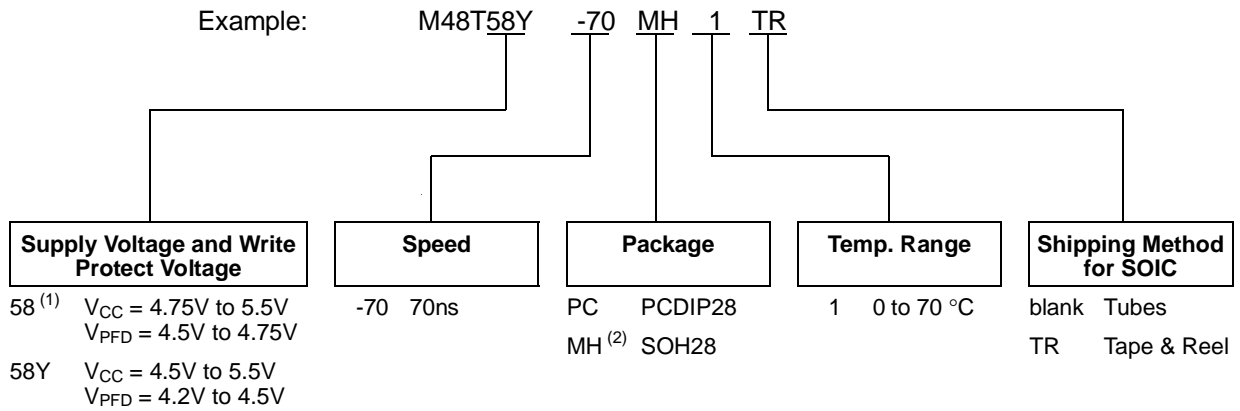 Example: M48T58Y -70 MH 1 TR
Supply Voltage and Write
Protect Voltage
58 (1) VCC = 4.75V to 5.5V
VPFD = 4.5V to 4.75V
58Y VCC = 4.5V to 5.5V
VPFD = 4.2V to 4.5V
Speed
-70 70ns
Package
PC PCDIP28
MH (2) SOH28
Temp. Range
1 0 to 70 °C
Shipping Method
for SOIC
blank Tubes
TR Tape & Reel